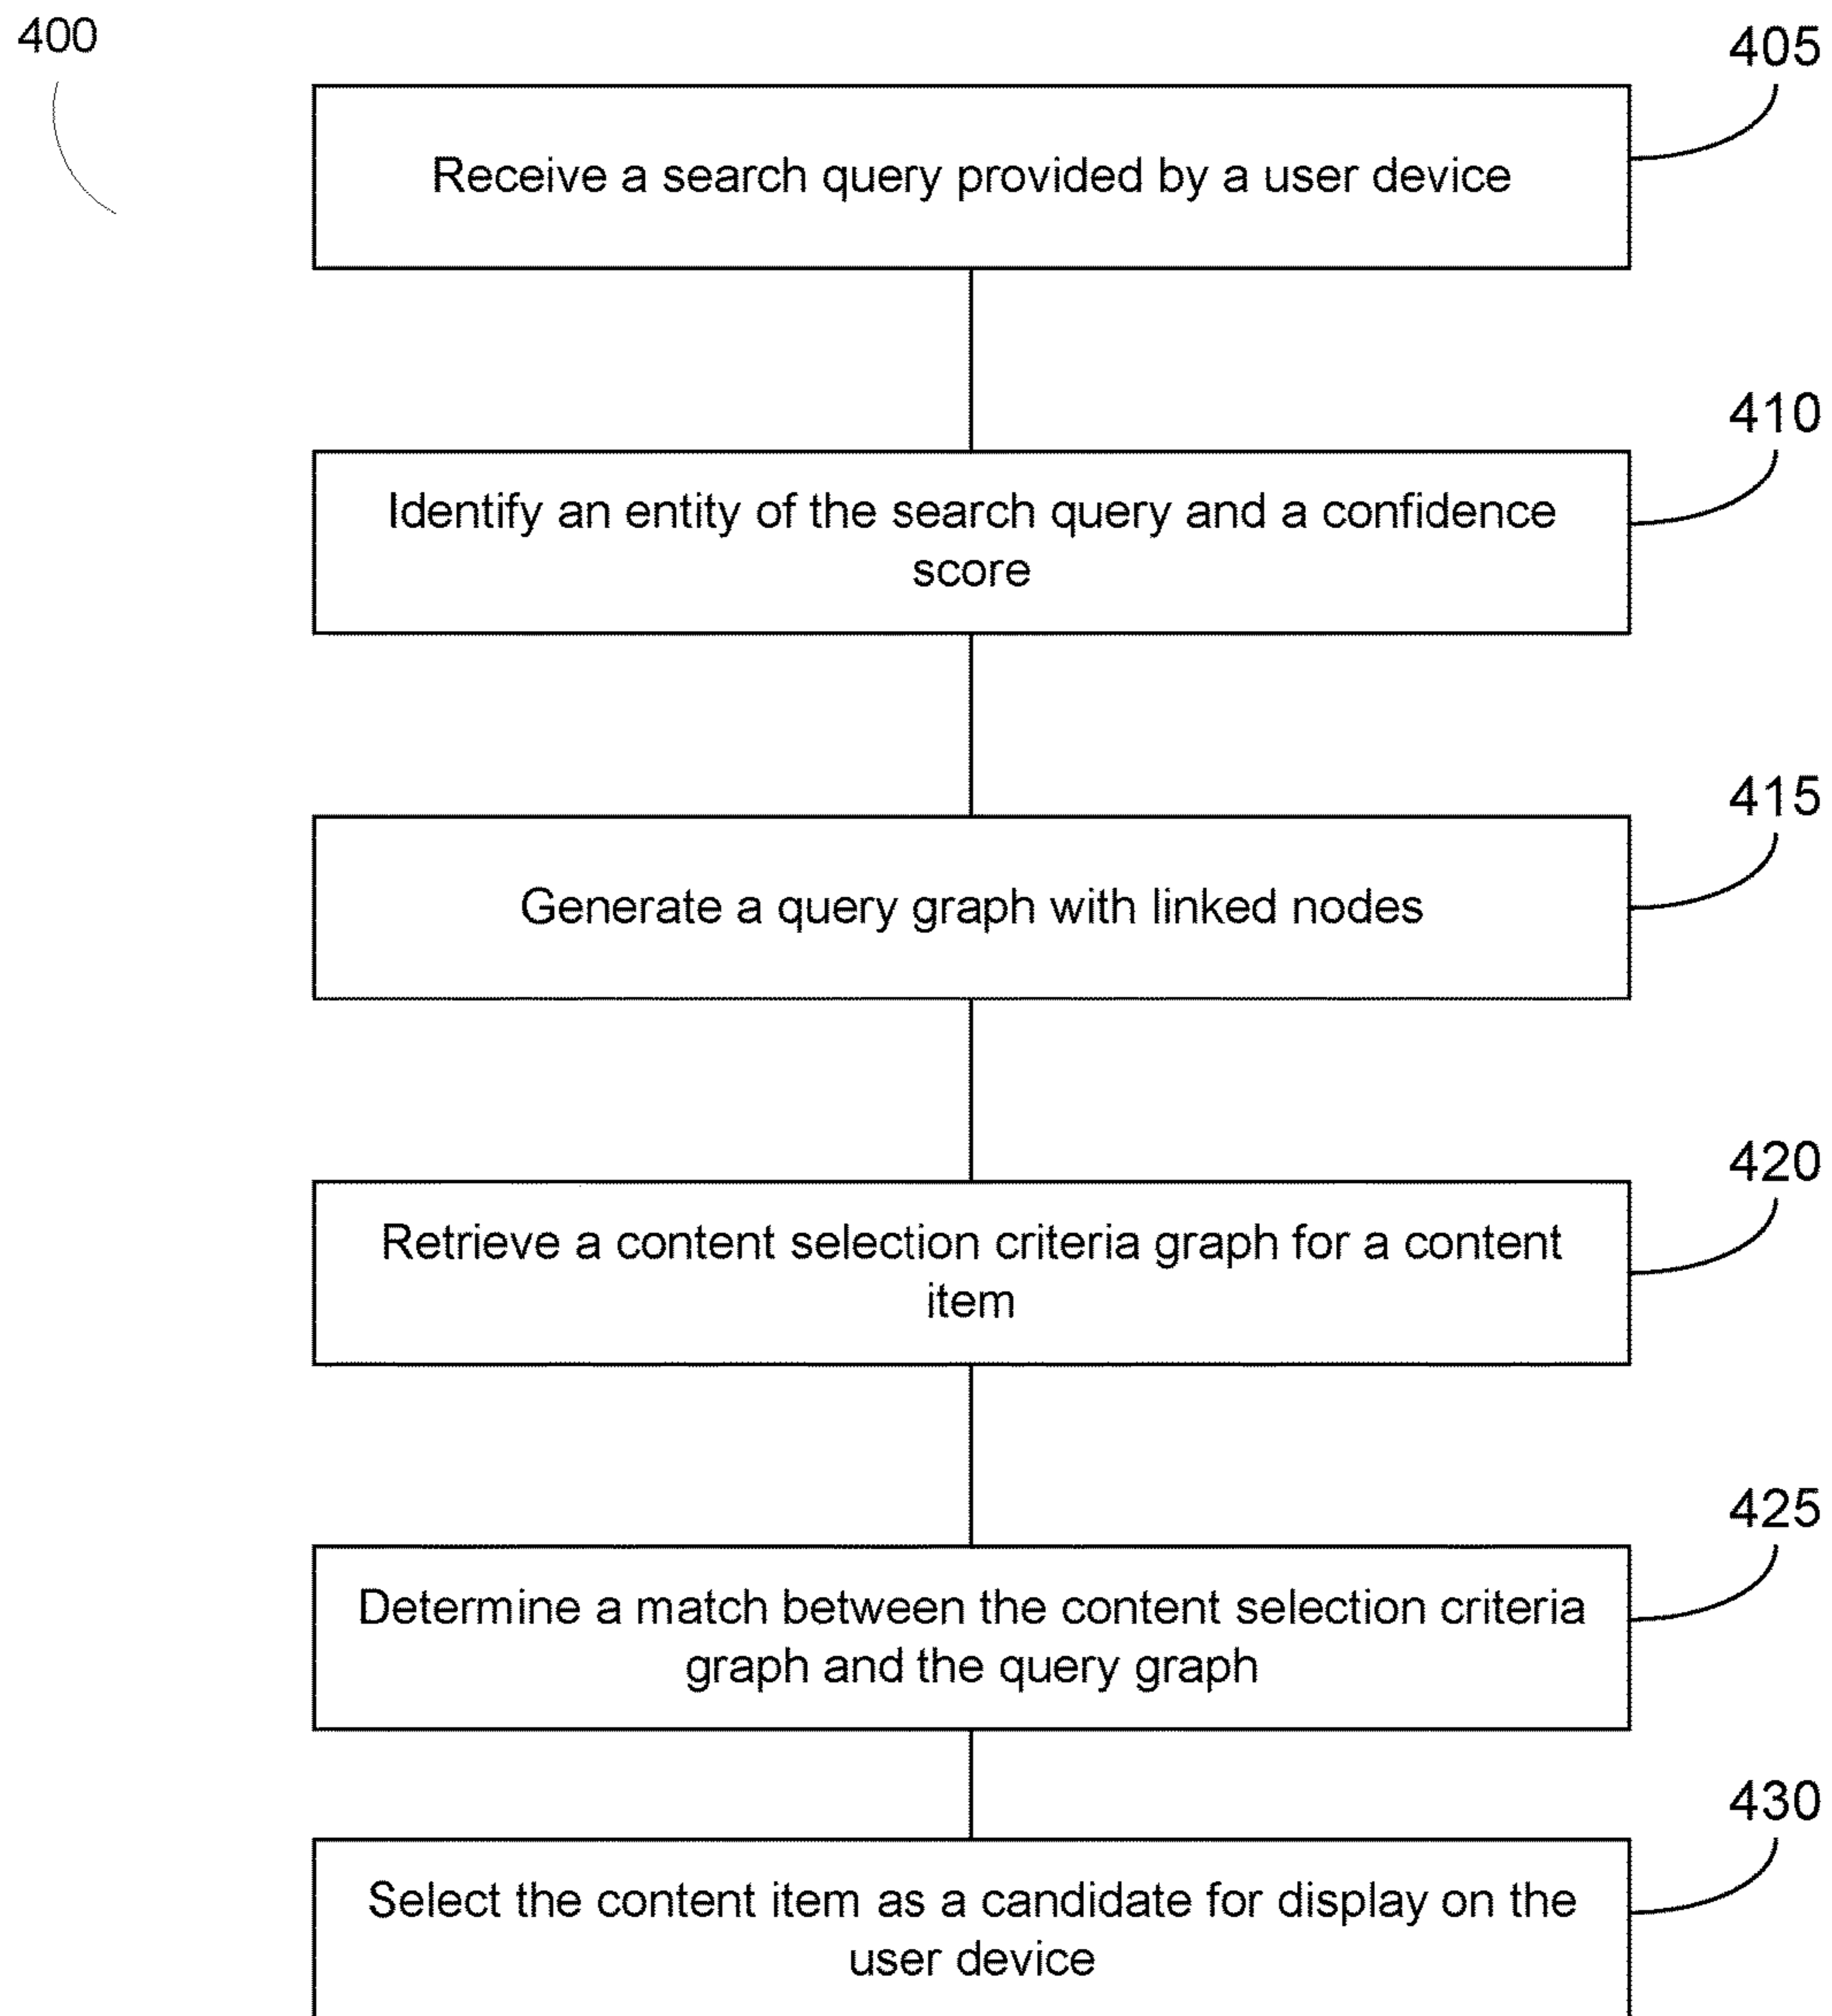 400
405
Receive a search query provided by a user device
410
Identify an entity of the search query and a confidence
score
415
Generate a query graph with linked nodes
420
Retrieve a content selection criteria graph for a content
item
425
Determine a match between the content selection criteria
graph and the query graph
430
Select the content item as a candidate for display on the
user device